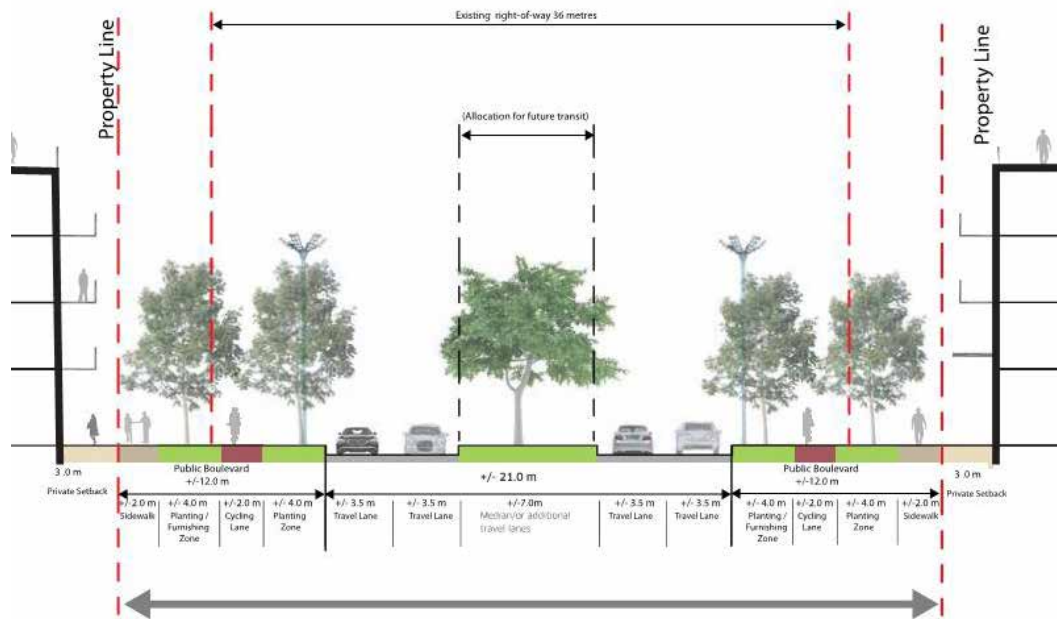 Existing right-of-way 36 metres
Property Line
Property Line
(Allocation for future transit)
3 .0 m
Private Setback
Public Boulevard
+/-12.0 m
+/- 21.0 m
Public Boulevard
+/-12.0 m
3 .0 m
Private Setback
+/- 2.0 m
Sidewalk
+/- 4.0 m
Planting /
Furnishing
Zone
+/-2.0 m
Cycling
Lane
+/- 4.0 m
Planting
Zone
+/- 3.5 m
Travel Lane
+/- 3.5 m
Travel Lane
+/-7.0m
Median/or additional
travel lanes
+/- 3.5 m
Travel Lane
+/- 3.5 m
Travel Lane
+/- 4.0 m
Planting /
Furnishing
Zone
+/- 2.0 m
Cycling
Lane
+/- 4.0 m
Planting
Zone
+/-2.0 m
Sidewalk